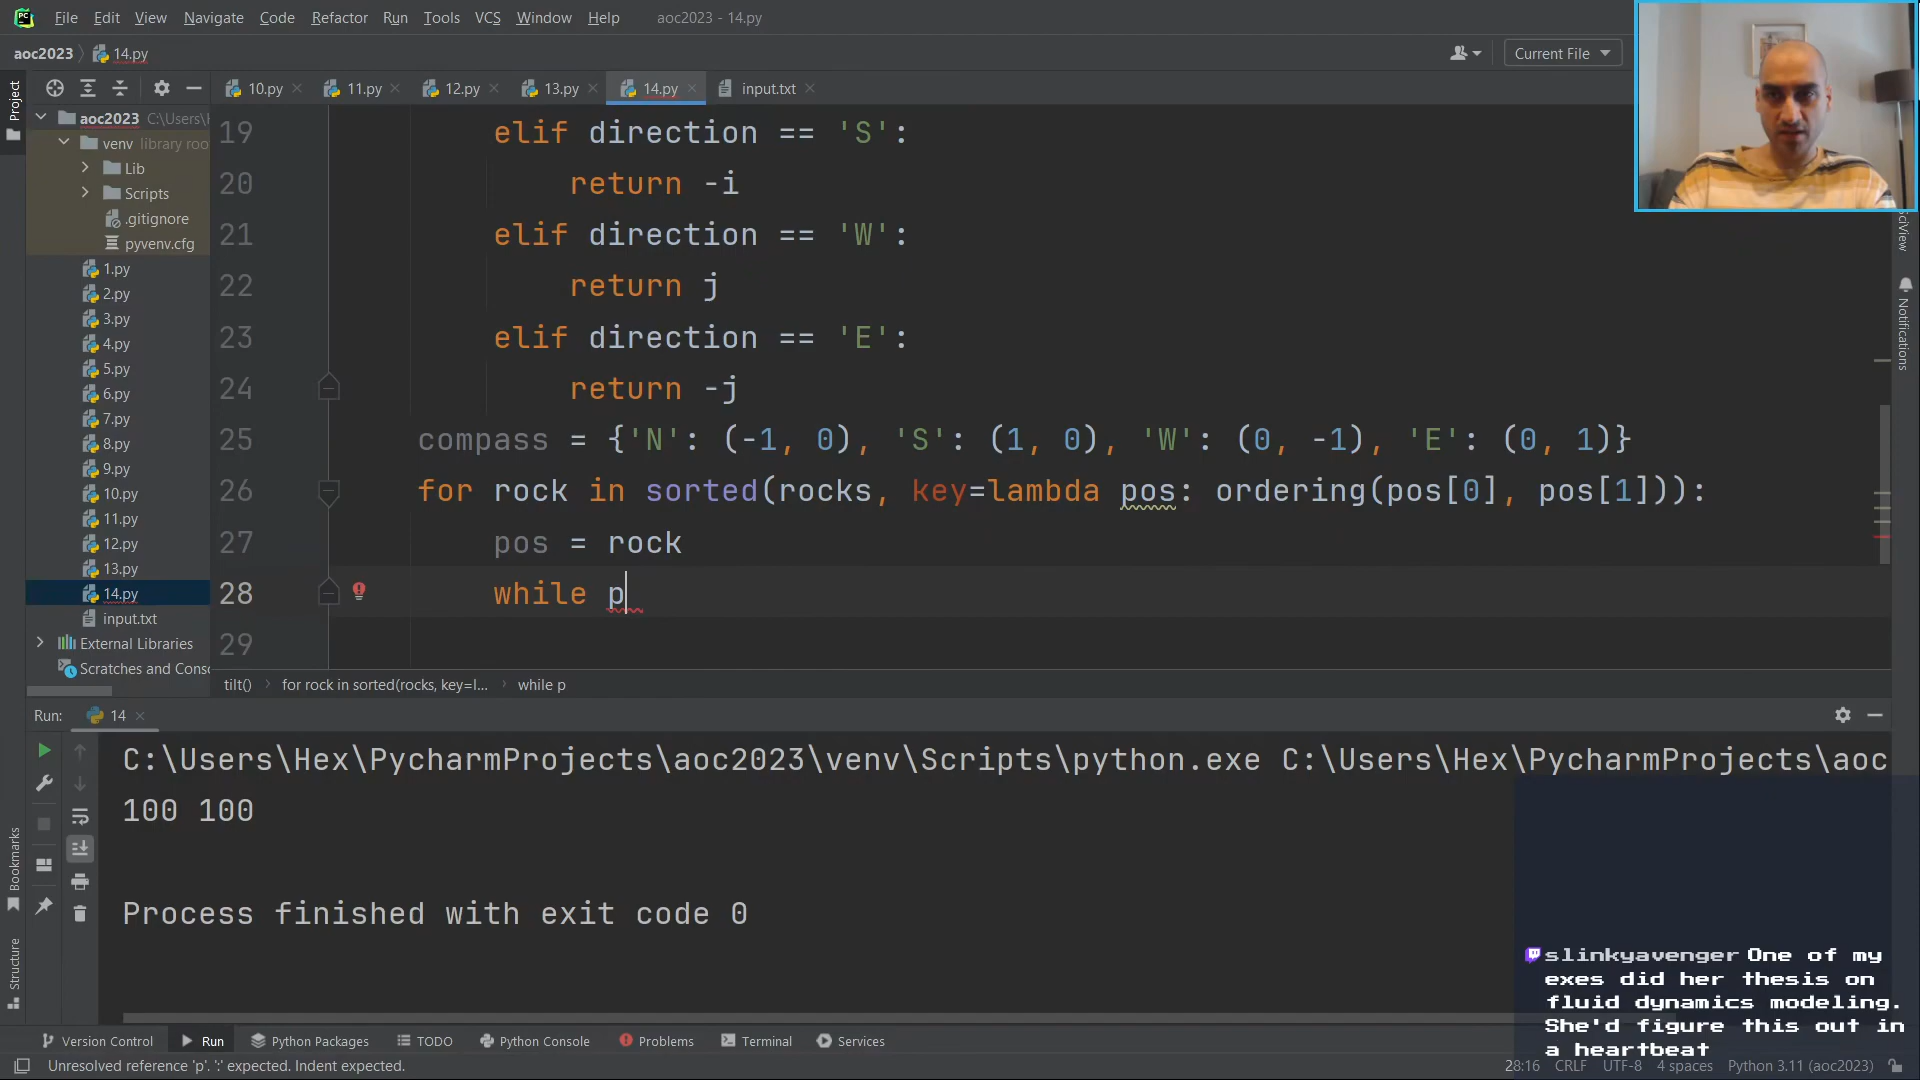 File Edit View Navigate Code Refactor Run Tools VCS Window Help aoc2023 - 14.py
aoc2023 14.py Current File
Project
10.py 11.py 12.py 13.py 14.py input.txt
aoc2023 C:\Users\H
venv library roo
Lib
Scripts
.gitignore
pyvenv.cfg
1.py
2.py
3.py
4.py
5.py
6.py
7.py
8.py
9.py
10.py
11.py
12.py
13.py
14.py
input.txt
External Libraries
Scratches and Conso
19 elif direction == 'S':
20 return -i
21 elif direction == 'W':
22 return j
23 elif direction == 'E':
24 return -j
25 compass = {'N': (-1, 0), 'S': (1, 0), 'W': (0, -1), 'E': (0, 1)}
26 for rock in sorted(rocks, key=lambda pos: ordering(pos[0], pos[1])):
27 pos = rock
28 while p
29
SciView
Notifications
tilt() for rock in sorted(rocks, key=l... while p
Run: 14
C:\Users\Hex\PycharmProjects\aoc2023\venv\Scripts\python.exe C:\Users\Hex\PycharmProjects\aoc
100 100
Process finished with exit code 0
Bookmarks
Structure
slinkyavenger One of my
exes did her thesis on
fluid dynamics modeling.
She'd figure this out in
a heartbeat
Version Control Run Python Packages TODO Python Console Problems Terminal Services
Unresolved reference 'p'. ':' expected. Indent expected. 28:16 CRLF UTF-8 4 spaces Python 3.11 (aoc2023)